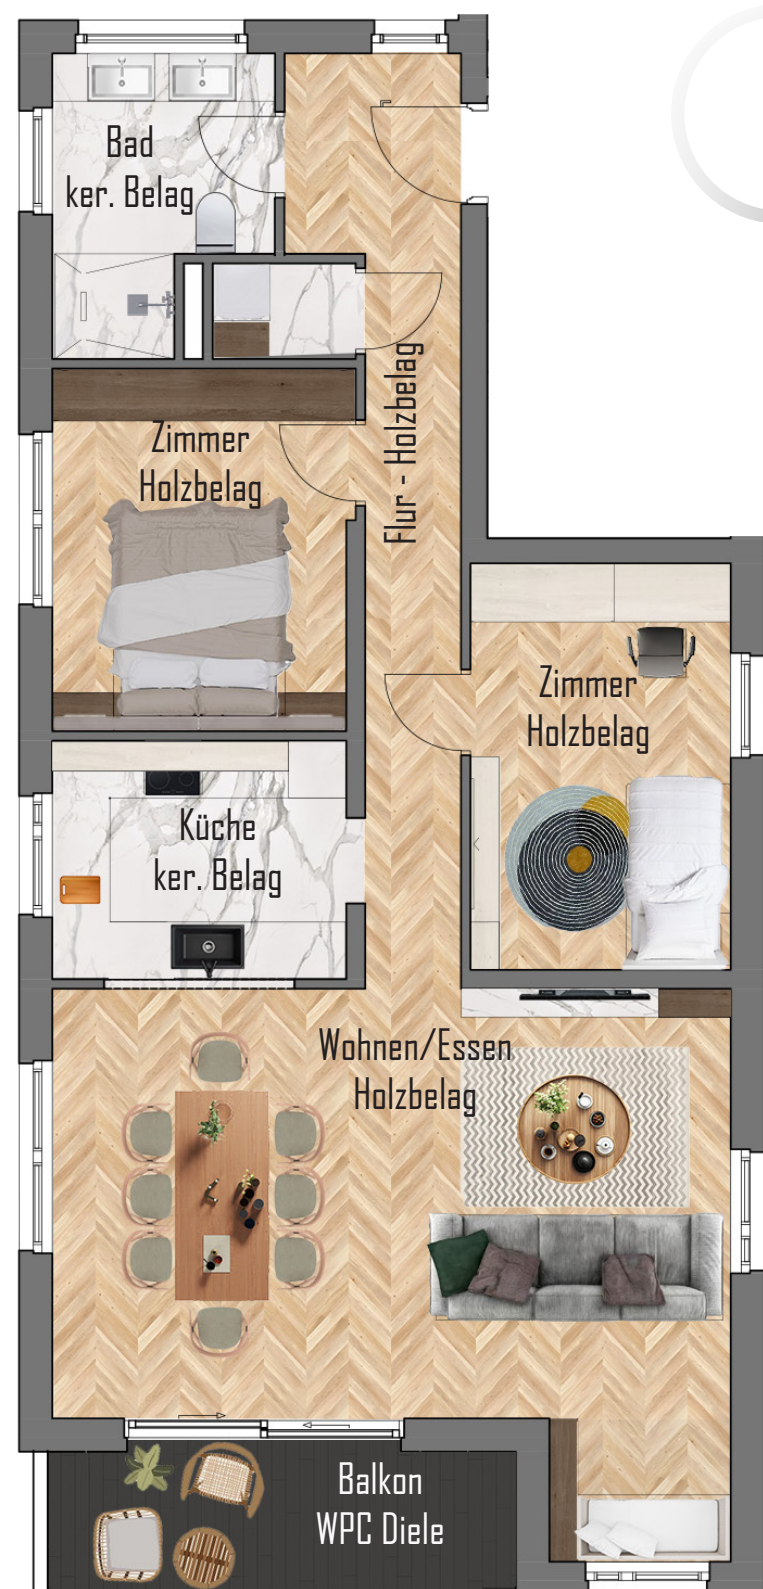 Bad
ker. Belag
Flur - Holzbelag
Zimmer
Holzbelag
Zimmer
Holzbelag
Küche
ker. Belag
Wohnen/Essen
Holzbelag
Balkon
WPC Diele